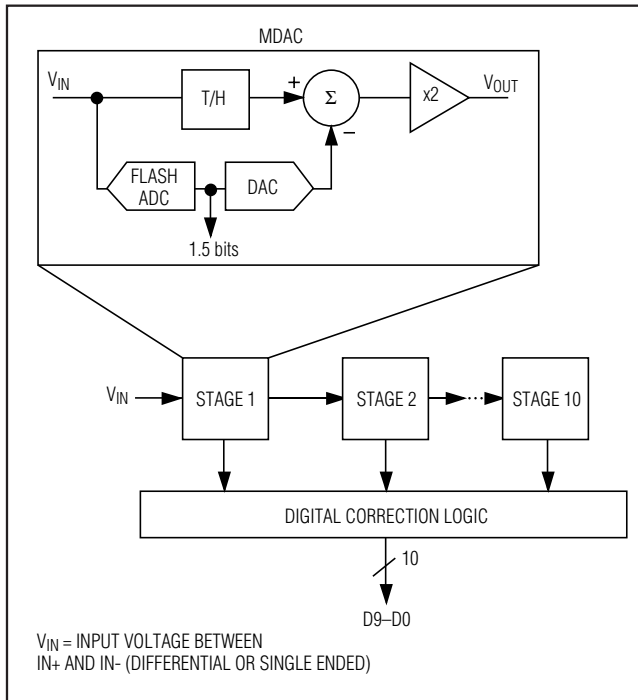 MDAC
VIN
T/H
+
Σ
−
x2
VOUT
FLASH
ADC
DAC
1.5 bits
VIN
STAGE 1
STAGE 2
STAGE 10
DIGITAL CORRECTION LOGIC
10
D9–D0
VIN = INPUT VOLTAGE BETWEEN
IN+ AND IN- (DIFFERENTIAL OR SINGLE ENDED)